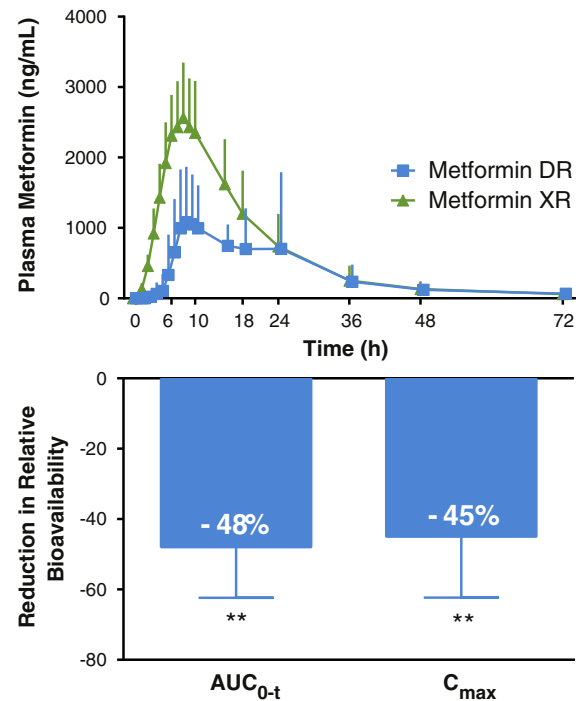 4000
3000
2000
1000
0
Plasma Metformin (ng/mL)
Metformin DR
Metformin XR
0 6 10 18 24 36 48 72
Time (h)
0
-20
-40
-60
-80
Reduction in Relative
Bioavailability
- 48%
- 45%
**
**
AUC0-t
Cmax